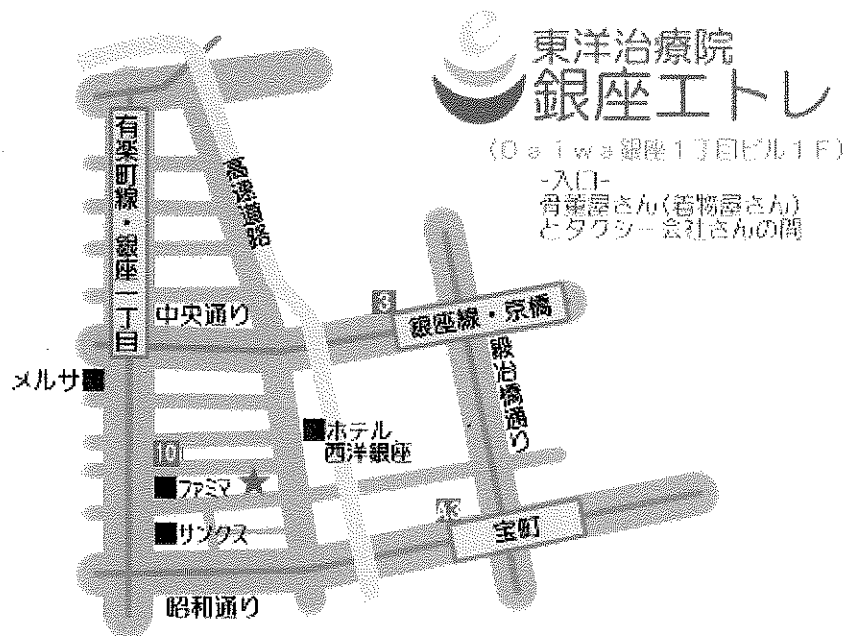 e
東洋治療院
銀座エトレ
(Daiwa銀座1丁目ビル1F)
-入口-
骨董屋さん(着物屋さん)
とタクシー会社さんの間
有楽町線・銀座一丁目
高速道路
中央通り
3
銀座線・京橋
鍛冶橋通り
メルサ
ホテル
西洋銀座
10
ファミマ
サンクス
宝町
昭和通り